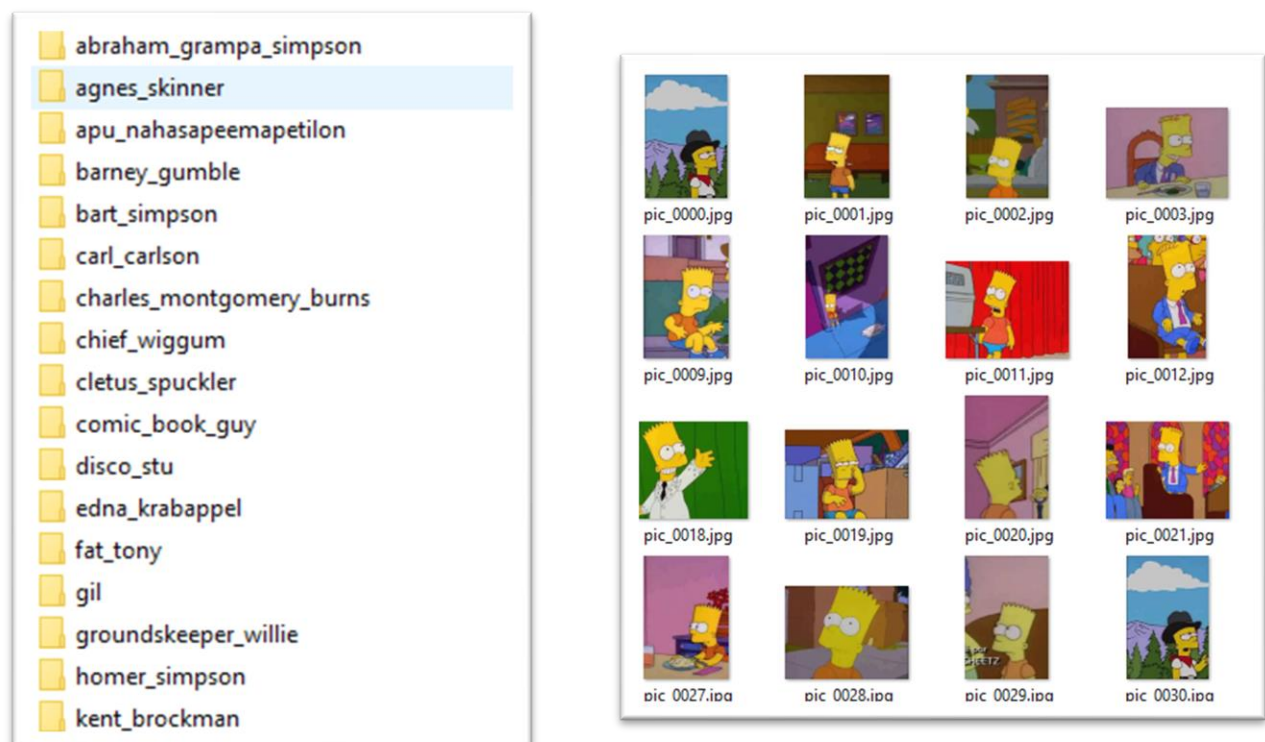 abraham_grampa_simpson
agnes_skinner
apu_nahasapeemapetilon
barney_gumble
bart_simpson
carl_carlson
charles_montgomery_burns
chief_wiggum
cletus_spuckler
comic_book_guy
disco_stu
edna_krabappel
fat_tony
gil
groundskeeper_willie
homer_simpson
kent_brockman
pic_0000.jpg pic_0001.jpg pic_0002.jpg pic_0003.jpg
pic_0009.jpg pic_0010.jpg pic_0011.jpg pic_0012.jpg
pic_0018.jpg pic_0019.jpg pic_0020.jpg pic_0021.jpg
por
pic_0027.jpg pic_0028.jpg pic_0029.jpg pic_0030.jpg